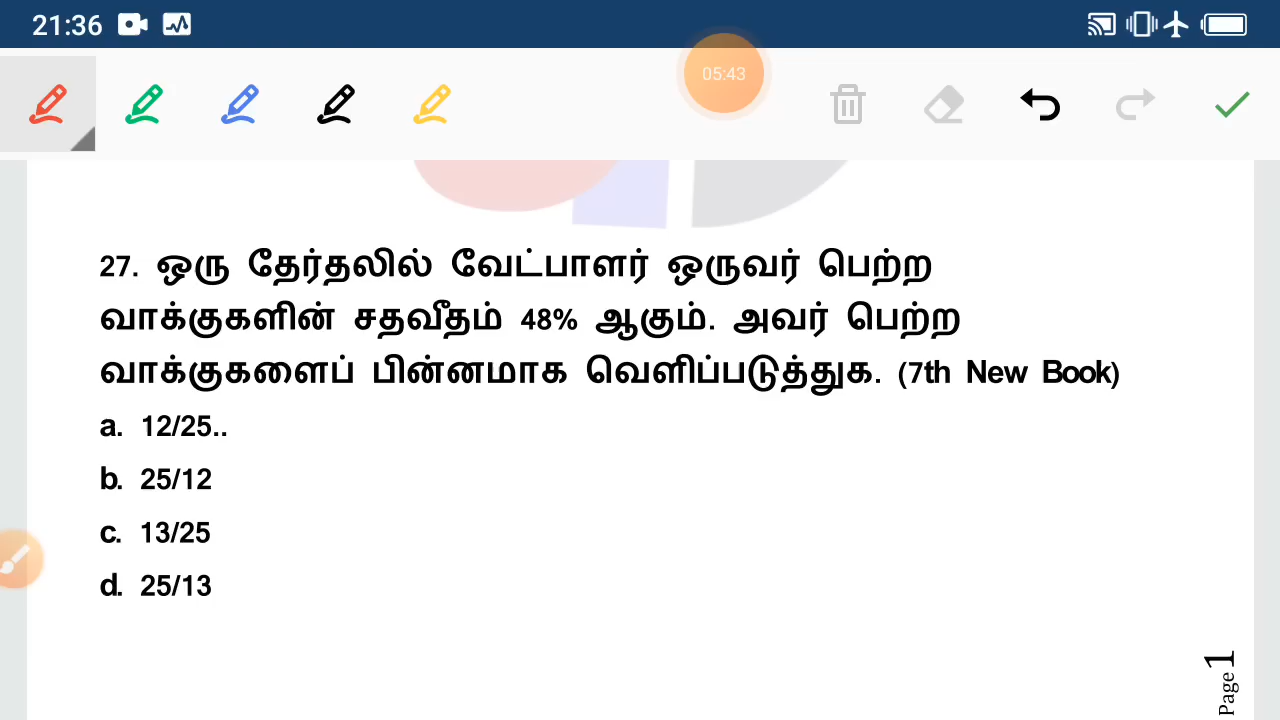 21:36
05:43
27. ஒரு தேர்தலில் வேட்பாளர் ஒருவர் பெற்ற
வாக்குகளின் சதவீதம் 48% ஆகும். அவர் பெற்ற
வாக்குகளைப் பின்னமாக வெளிப்படுத்துக. (7th New Book)
a. 12/25..
b. 25/12
c. 13/25
d. 25/13
Page 1